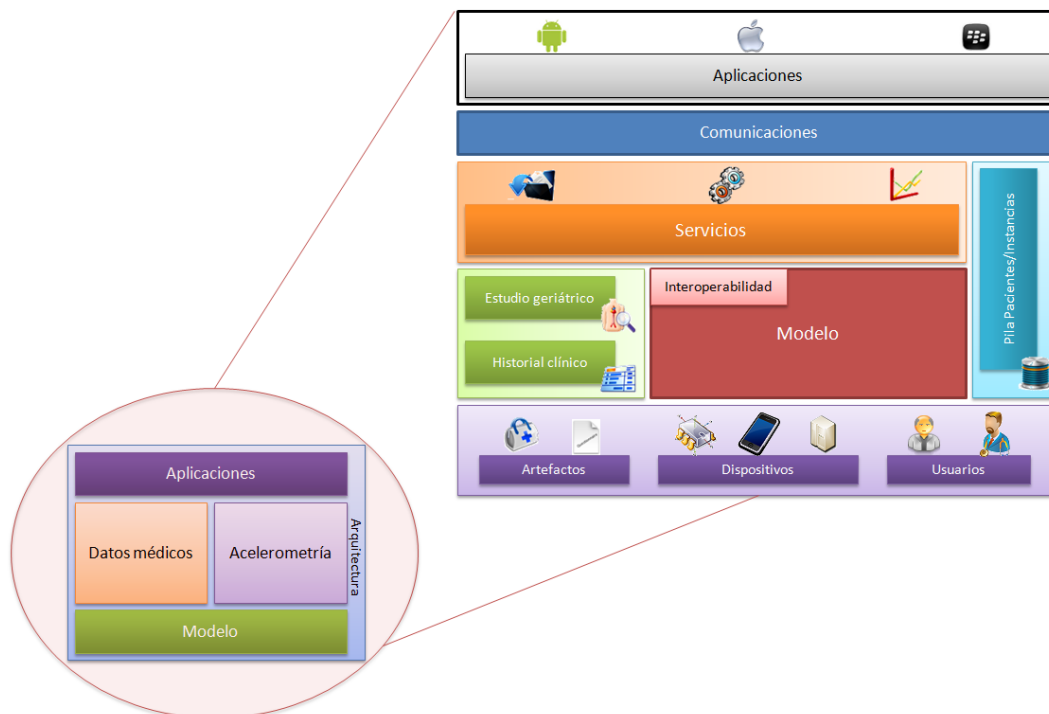 Aplicaciones
Comunicaciones
Servicios
Pila Pacientes/Instancias
Estudio geriátrico
Historial clínico
Interoperabilidad
Modelo
Artefactos
Dispositivos
Usuarios
Aplicaciones
Datos médicos
Acelerometría
Arquitectura
Modelo